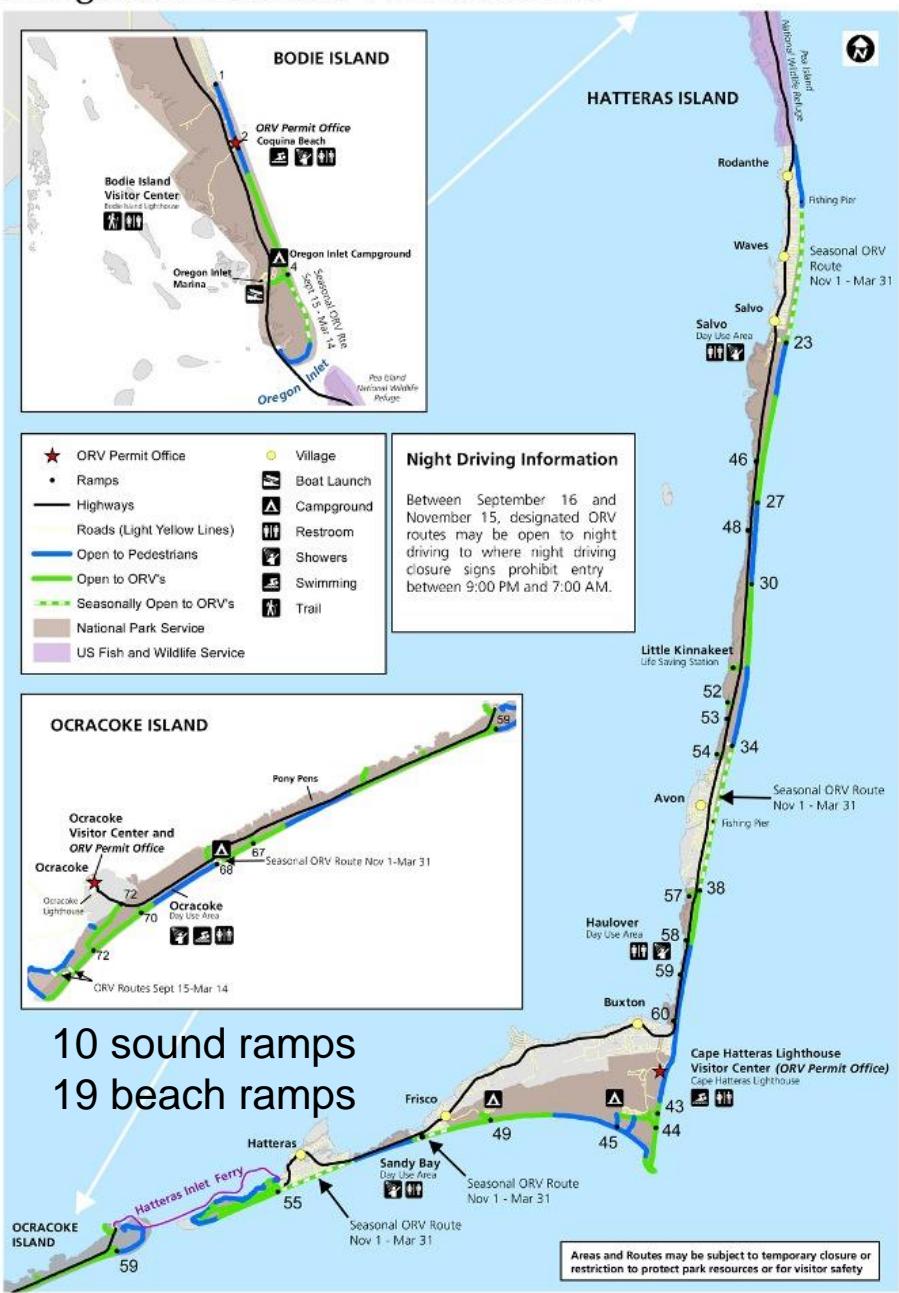 BODIE ISLAND
1
ORV Permit Office
2
Coquina Beach
Bodie Island
Visitor Center
Bodie Island Lighthouse
Oregon Inlet Campground
4
Oregon Inlet
Marina
Seasonal ORV Rte
Sept 15 - Mar 14
Oregon Inlet
Pea Island
National Wildlife
Refuge
N
Pea Island
National Wildlife Refuge
HATTERAS ISLAND
Rodanthe
Fishing Pier
Waves
Seasonal ORV
Route
Nov 1 - Mar 31
Salvo
Salvo
Day Use Area
23
46
27
48
30
Little Kinnakeet
Life Saving Station
52
53
34
54
Seasonal ORV Route
Nov 1 - Mar 31
Avon
Fishing Pier
57
38
Haulover
Day Use Area
58
59
Buxton
60
Cape Hatteras Lighthouse
Visitor Center (ORV Permit Office)
Cape Hatteras Lighthouse
43
44
45
Frisco
49
Hatteras
Sandy Bay
Day Use Area
Seasonal ORV Route
Nov 1 - Mar 31
55
Seasonal ORV Route
Nov 1 - Mar 31
Hatteras Inlet Ferry
OCRACOKE
ISLAND
59
ORV Permit Office
Ramps
Highways
Roads (Light Yellow Lines)
Open to Pedestrians
Open to ORV's
Seasonally Open to ORV's
National Park Service
US Fish and Wildlife Service
Village
Boat Launch
Campground
Restroom
Showers
Swimming
Trail
Night Driving Information
Between September 16 and
November 15, designated ORV
routes may be open to night
driving to where night driving
closure signs prohibit entry
between 9:00 PM and 7:00 AM.
OCRACOKE ISLAND
59
Pony Pens
Ocracoke
Visitor Center and
ORV Permit Office
67
68
Seasonal ORV Route Nov 1-Mar 31
Ocracoke
Ocracoke
Lighthouse
72
70
Ocracoke
Day Use Area
72
ORV Routes Sept 15-Mar 14
10 sound ramps
19 beach ramps
Areas and Routes may be subject to temporary closure or
restriction to protect park resources or for visitor safety